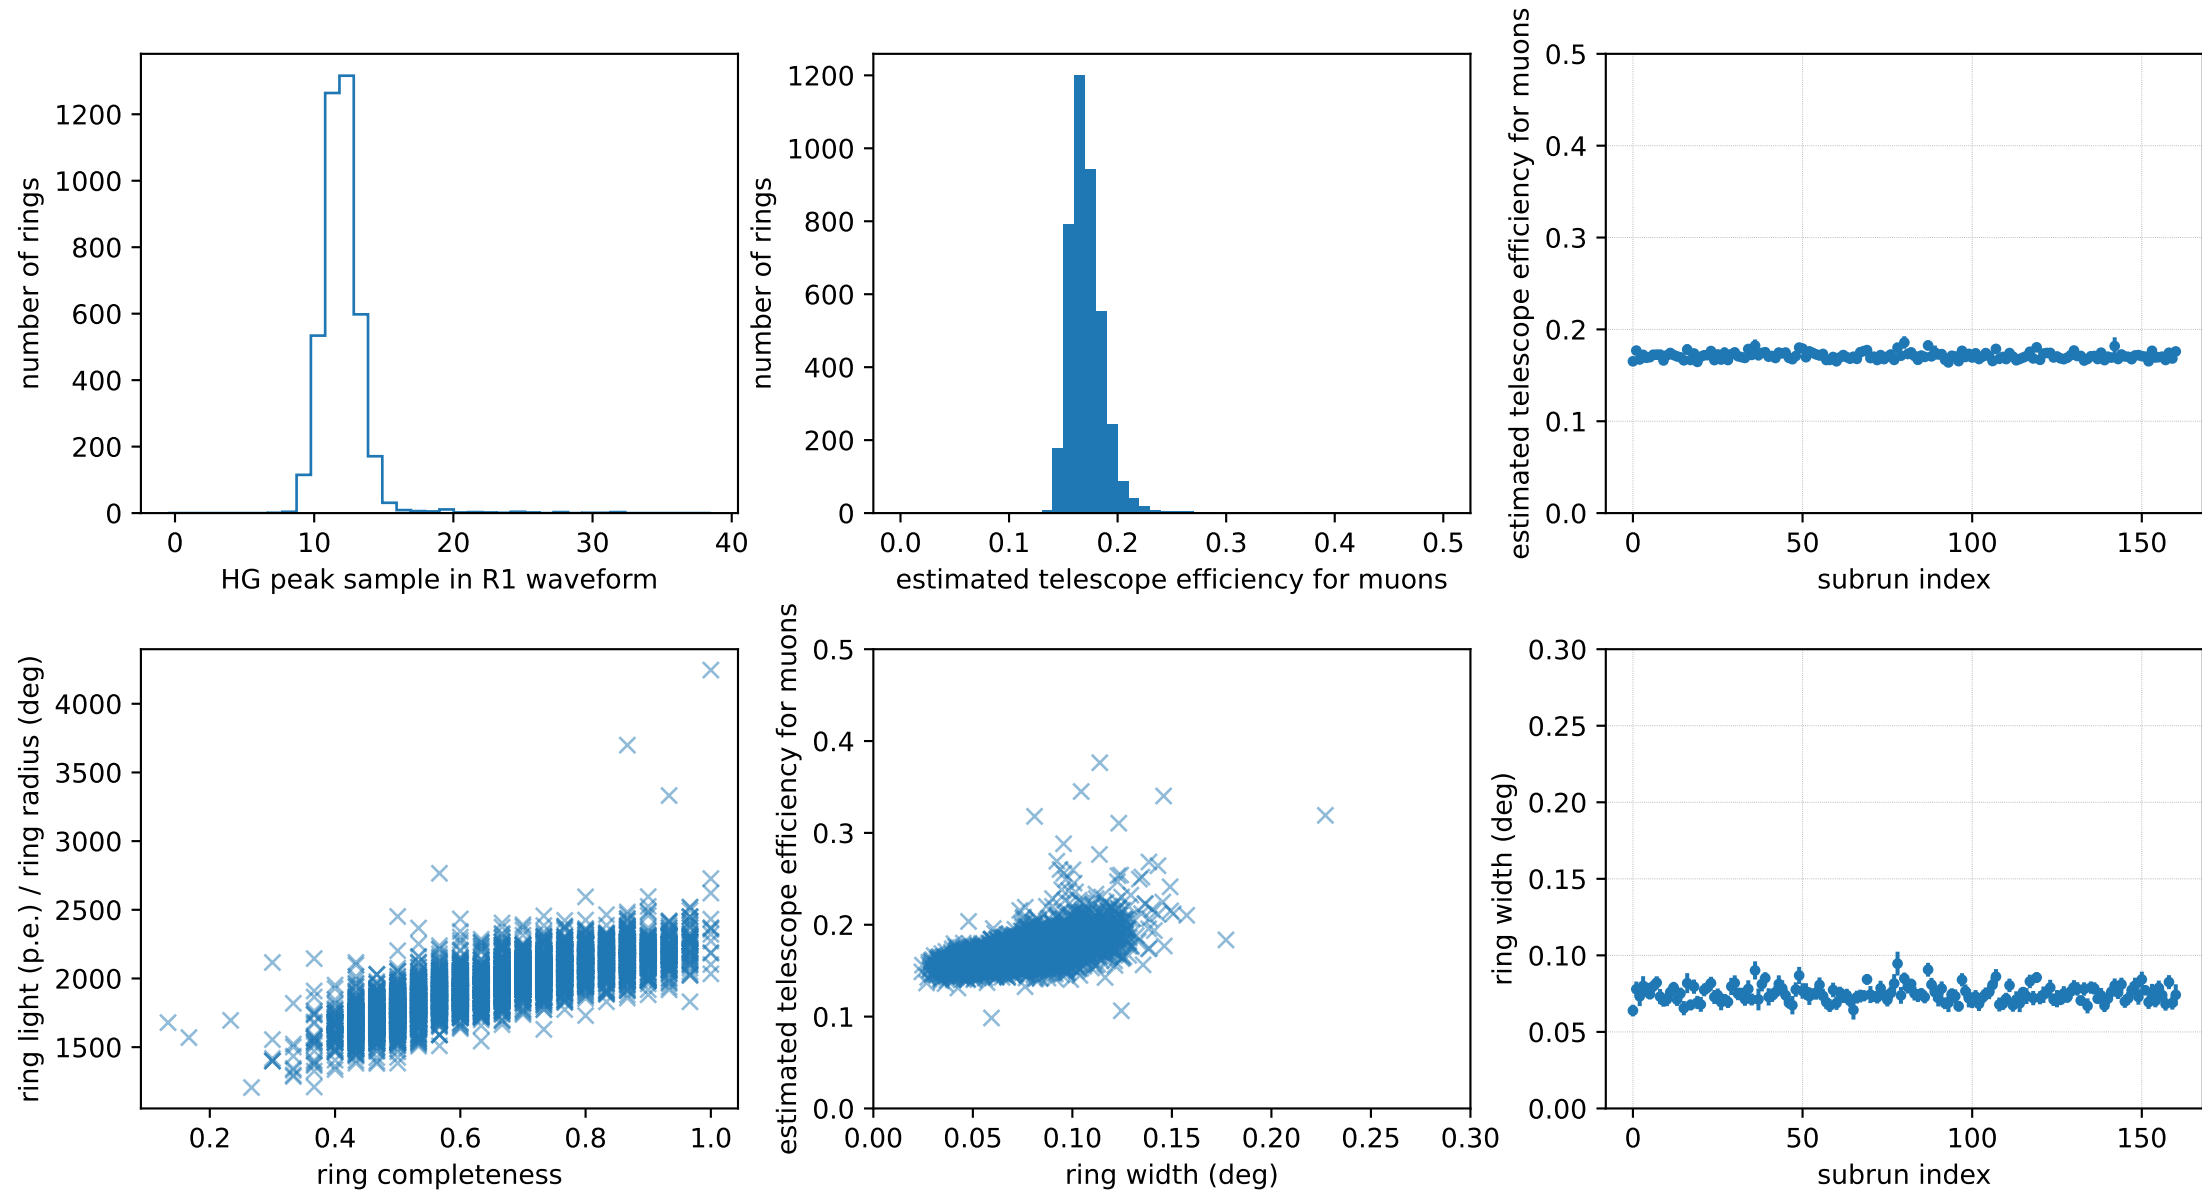 number of rings
1200
1000
800
600
400
200
0
0 10 20 30 40
HG peak sample in R1 waveform
number of rings
1200
1000
800
600
400
200
0
0.0 0.1 0.2 0.3 0.4 0.5
estimated telescope efficiency for muons
estimated telescope efficiency for muons
0.5
0.4
0.3
0.2
0.1
0.0
0 50 100 150
subrun index
ring light (p.e.) / ring radius (deg)
4000
3500
3000
2500
2000
1500
0.2 0.4 0.6 0.8 1.0
ring completeness
estimated telescope efficiency for muons
0.5
0.4
0.3
0.2
0.1
0.0
0.00 0.05 0.10 0.15 0.20 0.25 0.30
ring width (deg)
ring width (deg)
0.30
0.25
0.20
0.15
0.10
0.05
0.00
0 50 100 150
subrun index